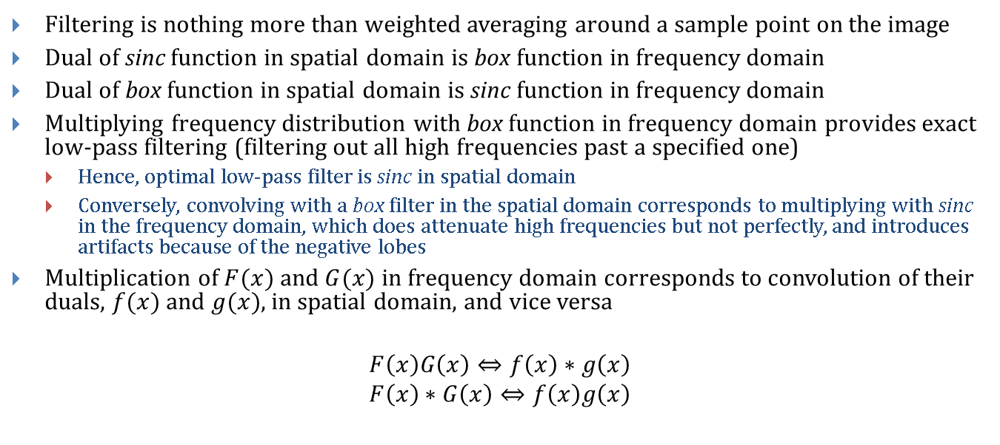 Filtering is nothing more than weighted averaging around a sample point on the image
Dual of sinc function in spatial domain is box function in frequency domain
Dual of box function in spatial domain is sinc function in frequency domain
Multiplying frequency distribution with box function in frequency domain provides exact
low-pass filtering (filtering out all high frequencies past a specified one)
Hence, optimal low-pass filter is sinc in spatial domain
Conversely, convolving with a box filter in the spatial domain corresponds to multiplying with sinc
in the frequency domain, which does attenuate high frequencies but not perfectly, and introduces
artifacts because of the negative lobes
Multiplication of F(x) and G(x) in frequency domain corresponds to convolution of their
duals, f(x) and g(x), in spatial domain, and vice versa
F(x)G(x) ⇔ f(x) * g(x)
F(x) * G(x) ⇔ f(x)g(x)